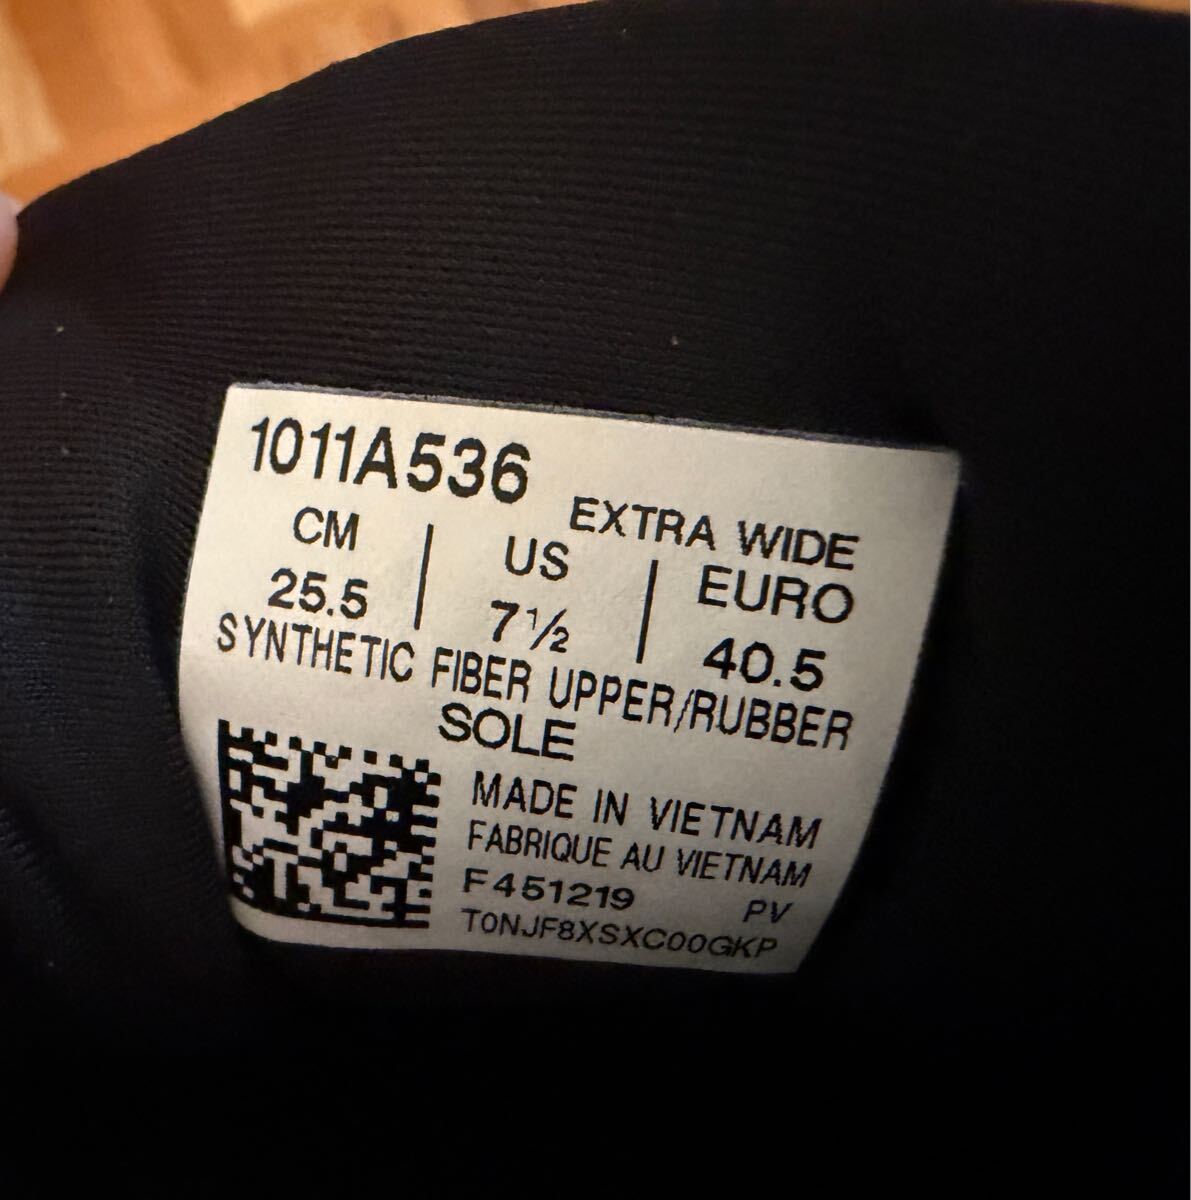 1011A536
EXTRA WIDE
CM US EURO
25.5 7½ 40.5
SYNTHETIC FIBER UPPER/RUBBER
SOLE
MADE IN VIETNAM
FABRIQUE AU VIETNAM
F451219 PV
T0NJF8XSXC00GKP